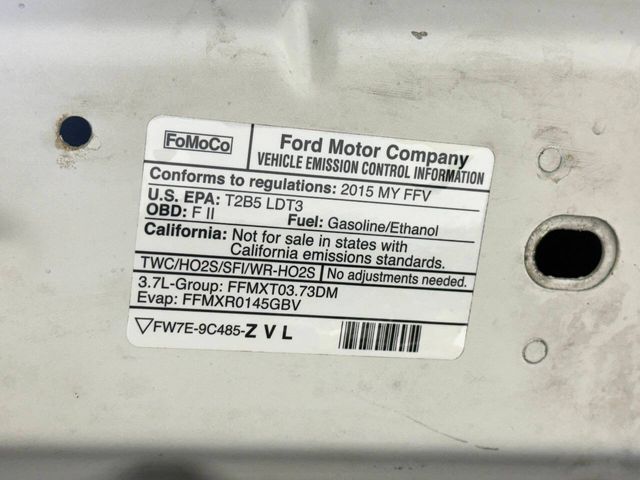 FoMoCo
Ford Motor Company
VEHICLE EMISSION CONTROL INFORMATION
Conforms to regulations: 2015 MY FFV
U.S. EPA: T2B5 LDT3
OBD: F II Fuel: Gasoline/Ethanol
California: Not for sale in states with
California emissions standards.
TWC/HO2S/SFI/WR-HO2S No adjustments needed.
3.7L-Group: FFMXT03.73DM
Evap: FFMXR0145GBV
FW7E-9C485-Z V L